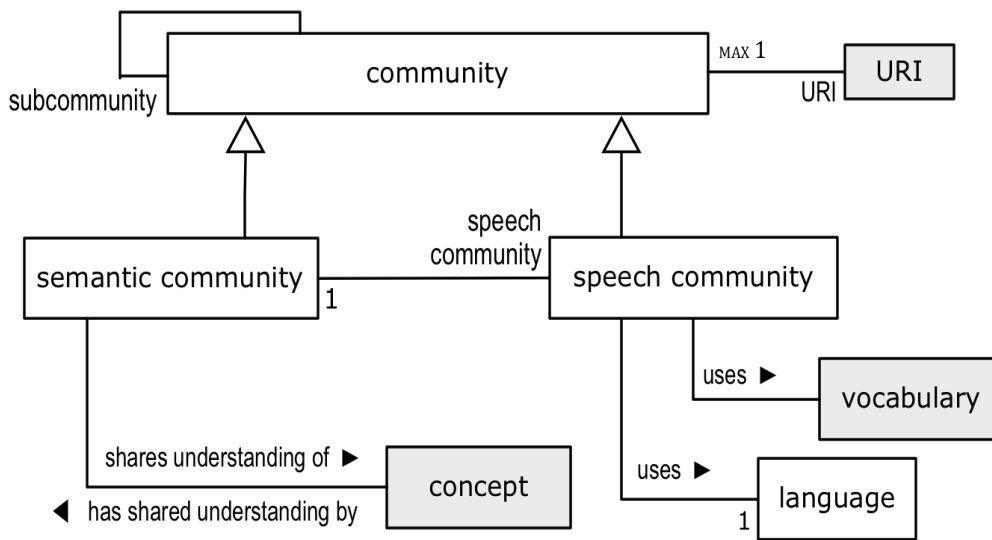 community
MAX 1
URI
URI
subcommunity
speech
community
semantic community
1
speech community
uses ►
vocabulary
shares understanding of ►
◄ has shared understanding by
concept
uses ►
1
language